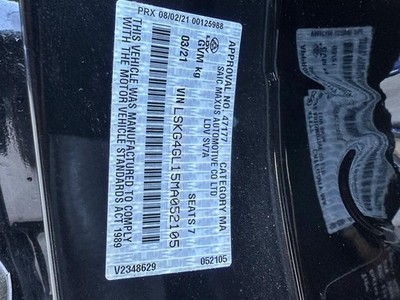 PRX 08/02/21 00125988
APPROVAL NO 47177 CATEGORY MA
SAIC MAXUS AUTOMOTIVE CO LTD
LDV LDV SV7A
GVM kg
03/21 SEATS 7
VIN LSKG4GL15MA052105
THIS VEHICLE WAS MANUFACTURED TO COMPLY
WITH THE MOTOR VEHICLE STANDARDS ACT 1989
V2348629 052105